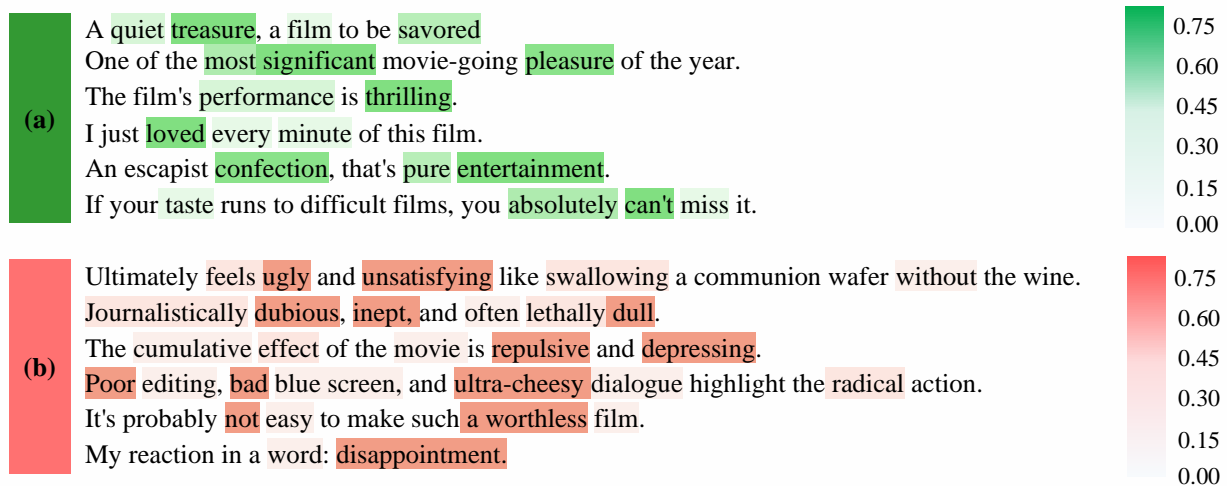 A quiet treasure, a film to be savored
One of the most significant movie-going pleasure of the year.
The film's performance is thrilling.
(a)
I just loved every minute of this film.
An escapist confection, that's pure entertainment.
If your taste runs to difficult films, you absolutely can't miss it.
0.75
0.60
0.45
0.30
0.15
0.00
Ultimately feels ugly and unsatisfying like swallowing a communion wafer without the wine.
Journalistically dubious, inept, and often lethally dull.
The cumulative effect of the movie is repulsive and depressing.
(b)
Poor editing, bad blue screen, and ultra-cheesy dialogue highlight the radical action.
It's probably not easy to make such a worthless film.
My reaction in a word: disappointment.
0.75
0.60
0.45
0.30
0.15
0.00